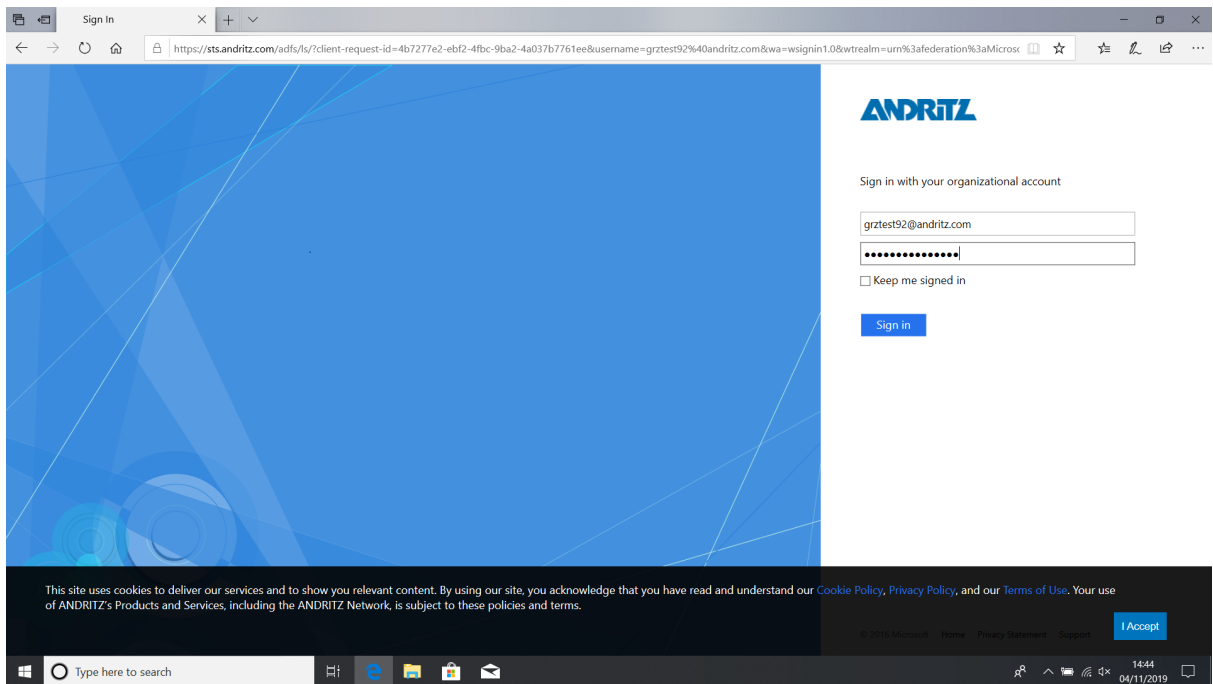 Sign In
https://sts.andritz.com/adfs/ls/?client-request-id=4b7277e2-ebf2-4fbc-9ba2-4a037b7761ee&username=grztest92%40andritz.com&wa=wsignin1.0&wtrealm=urn%3afederation%3aMicrosc
ANDRITZ
Sign in with your organizational account
grztest92@andritz.com
Keep me signed in
Sign in
This site uses cookies to deliver our services and to show you relevant content. By using our site, you acknowledge that you have read and understand our Cookie Policy, Privacy Policy, and our Terms of Use. Your use
of ANDRITZ's Products and Services, including the ANDRITZ Network, is subject to these policies and terms.
I Accept
© 2016 Microsoft Home Privacy Statement Support
Type here to search
14:44
04/11/2019